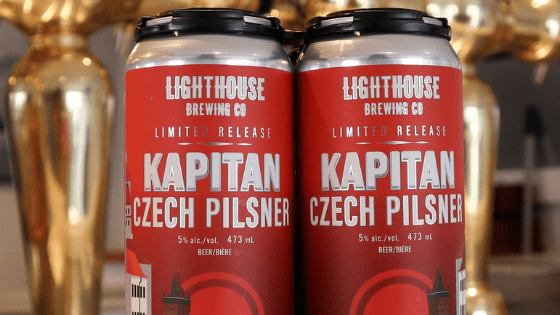 LIGHTHOUSE
BREWING CO
LIMITED RELEASE
KAPITAN
CZECH PILSNER
5% alc./vol. 473 mL
BEER/BIÈRE
LIGHTHOUSE
BREWING CO
LIMITED RELEASE
KAPITAN
CZECH PILSNER
5% alc./vol. 473 mL
BEER/BIÈRE